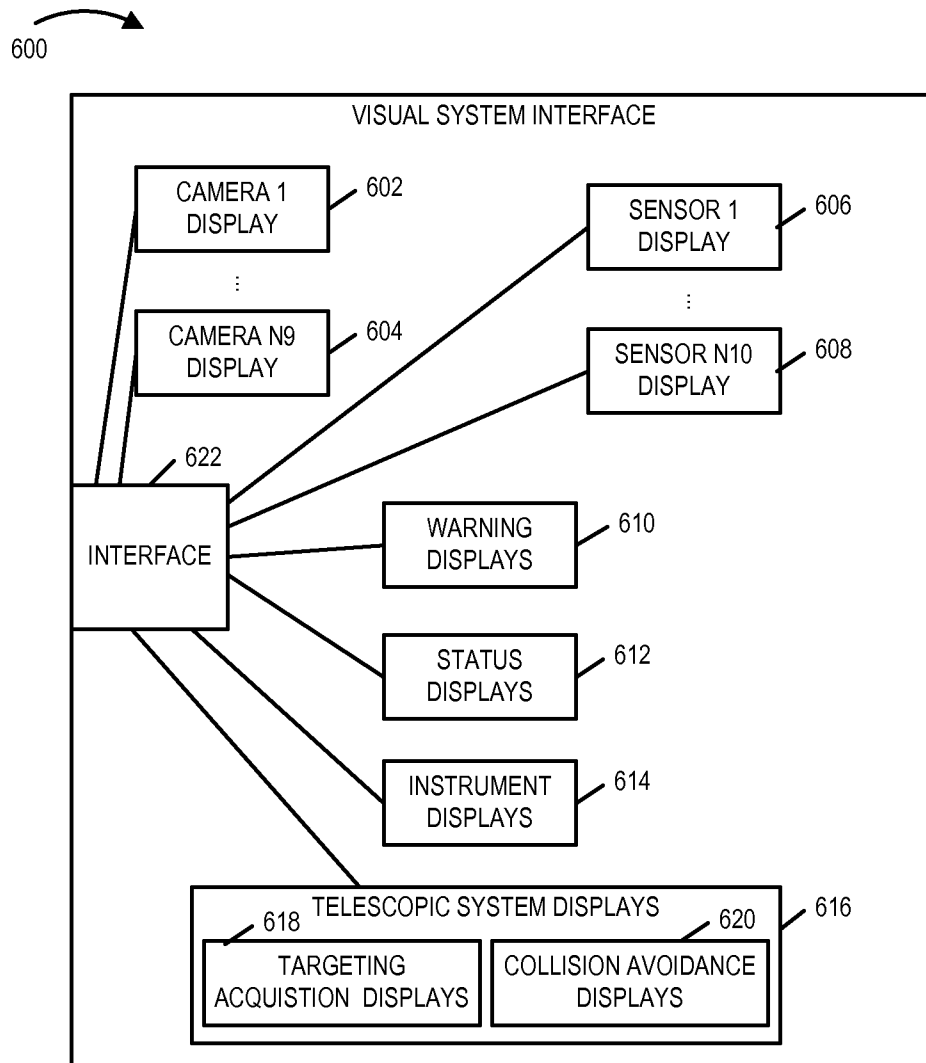 600
VISUAL SYSTEM INTERFACE
CAMERA 1
DISPLAY
602
SENSOR 1
DISPLAY
606
...
...
CAMERA N9
DISPLAY
604
SENSOR N10
DISPLAY
608
622
INTERFACE
WARNING
DISPLAYS
610
STATUS
DISPLAYS
612
INSTRUMENT
DISPLAYS
614
TELESCOPIC SYSTEM DISPLAYS
616
618
TARGETING
ACQUISTION DISPLAYS
620
COLLISION AVOIDANCE
DISPLAYS